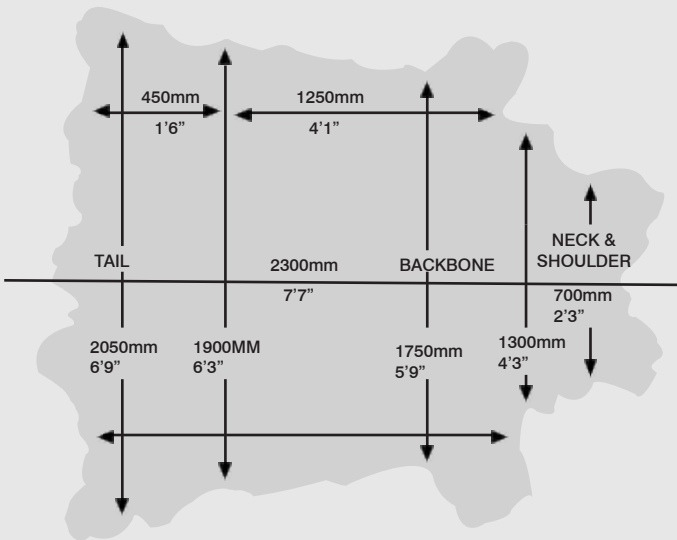 450mm
1’6”
1250mm
4’1”
TAIL
2300mm
7’7”
BACKBONE
NECK &
SHOULDER
700mm
2’3”
2050mm
6’9”
1900MM
6’3”
1750mm
5’9”
1300mm
4’3”